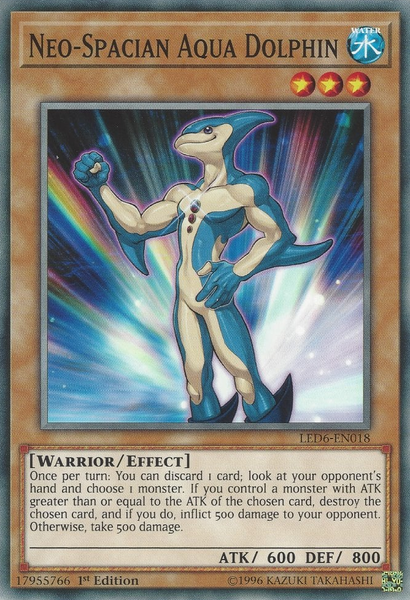 NEO-SPACIAN AQUA DOLPHIN
WATER
水
LED6-EN018
[WARRIOR/EFFECT]
Once per turn: You can discard 1 card; look at your opponent's
hand and choose 1 monster. If you control a monster with ATK
greater than or equal to the ATK of the chosen card, destroy the
chosen card, and if you do, inflict 500 damage to your opponent.
Otherwise, take 500 damage.
ATK/ 600 DEF/ 800
17955766 1st Edition ©1996 KAZUKI TAKAHASHI